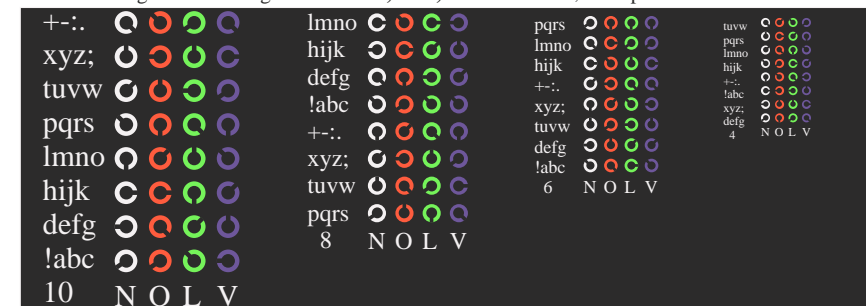 +-:.
xyz;
tuvw
pqrs
lmno
hijk
defg
!abc
10 N O L V
lmno
hijk
defg
!abc
+-:.
xyz;
tuvw
pqrs
8 N O L V
pqrs
lmno
hijk
+-:.
xyz;
tuvw
defg
!abc
6 N O L V
tuvw
pqrs
lmno
hijk
+-:.
!abc
xyz;
defg
4 N O L V